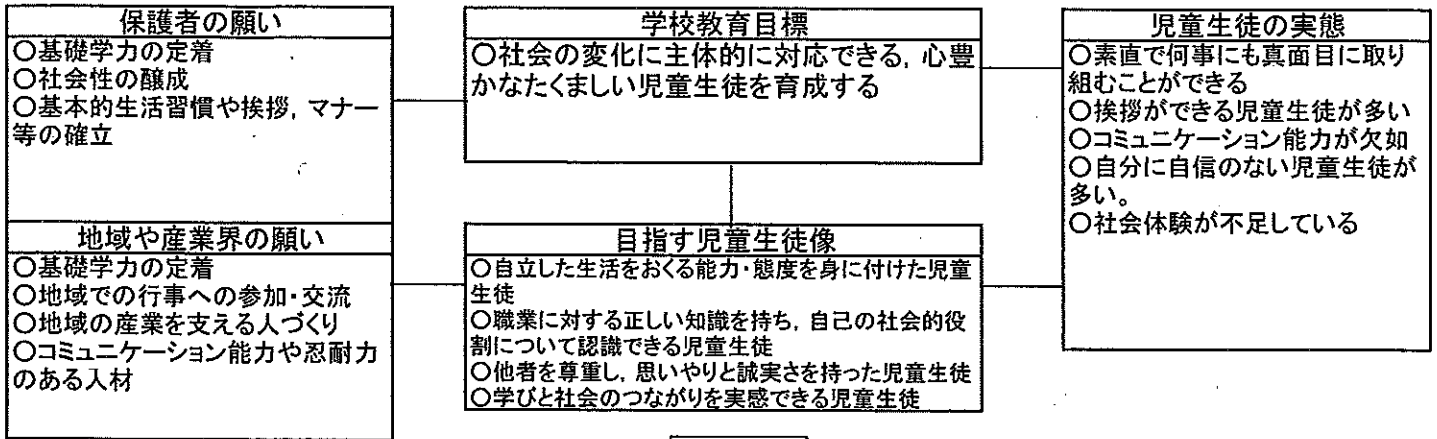 保護者の願い
○基礎学力の定着
○社会性の醸成
○基本的生活習慣や挨拶，マナー
等の確立
地域や産業界の願い
○基礎学力の定着
○地域での行事への参加・交流
○地域の産業を支える人づくり
○コミュニケーション能力や忍耐力
のある人材
学校教育目標
○社会の変化に主体的に対応できる，心豊
かなたくましい児童生徒を育成する
目指す児童生徒像
○自立した生活をおくる能力・態度を身に付けた児童
生徒
○職業に対する正しい知識を持ち，自己の社会的役
割について認識できる児童生徒
○他者を尊重し，思いやりと誠実さを持った児童生徒
○学びと社会のつながりを実感できる児童生徒
児童生徒の実態
○素直で何事にも真面目に取り
組むことができる
○挨拶ができる児童生徒が多い
○コミュニケーション能力が欠如
○自分に自信のない児童生徒が
多い。
○社会体験が不足している